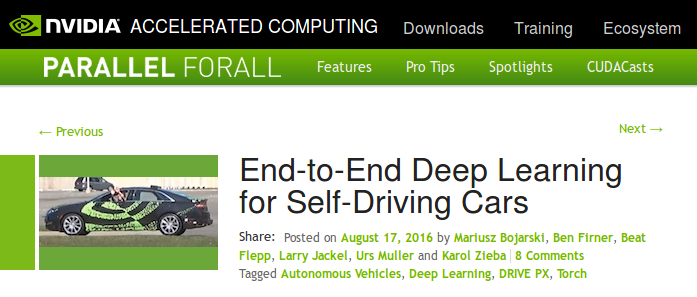 NVIDIA ACCELERATED COMPUTING Downloads Training Ecosystem
PARALLEL FORALL Features Pro Tips Spotlights CUDACasts
← Previous Next →
End-to-End Deep Learning
for Self-Driving Cars
Share: Posted on August 17, 2016 by Mariusz Bojarski, Ben Firner, Beat
Flepp, Larry Jackel, Urs Muller and Karol Zieba | 8 Comments
Tagged Autonomous Vehicles, Deep Learning, DRIVE PX, Torch